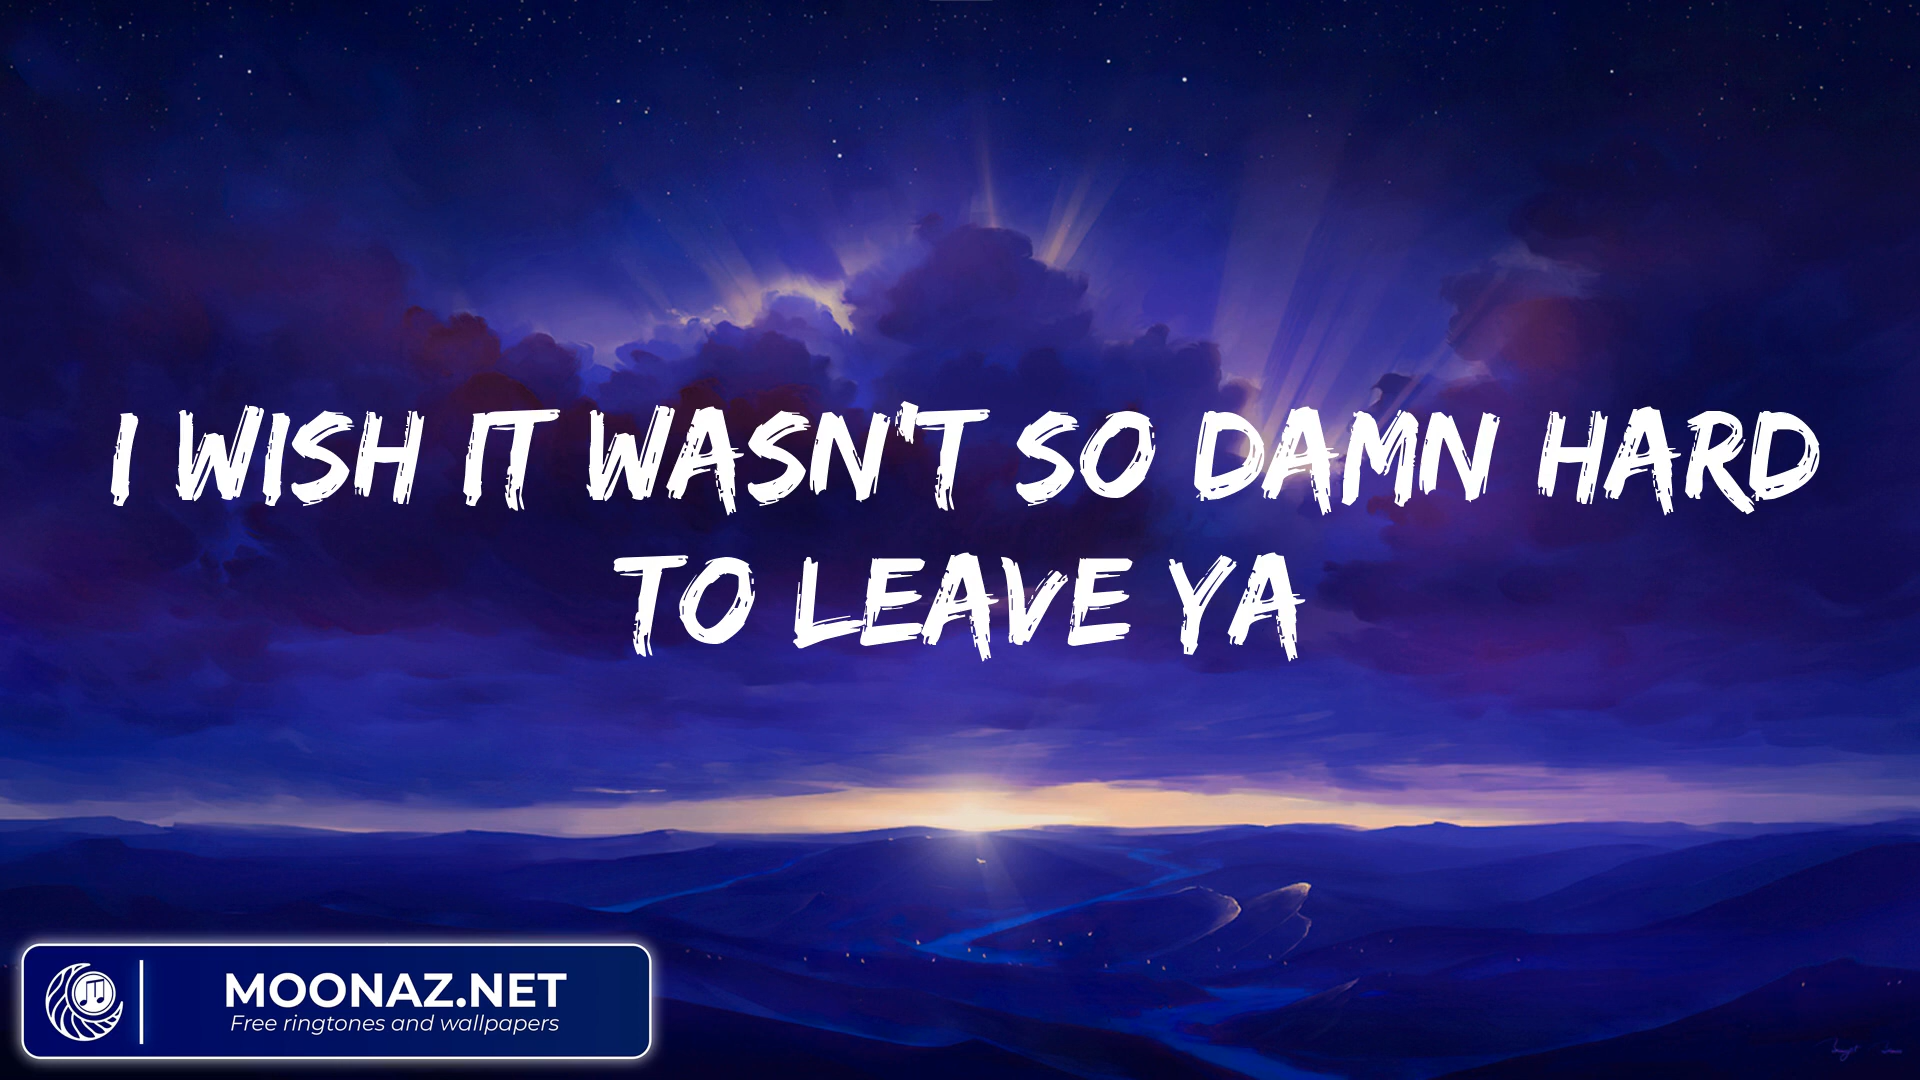 I WISH IT WASN'T SO DAMN HARD
TO LEAVE YA
MOONAZ.NET
Free ringtones and wallpapers